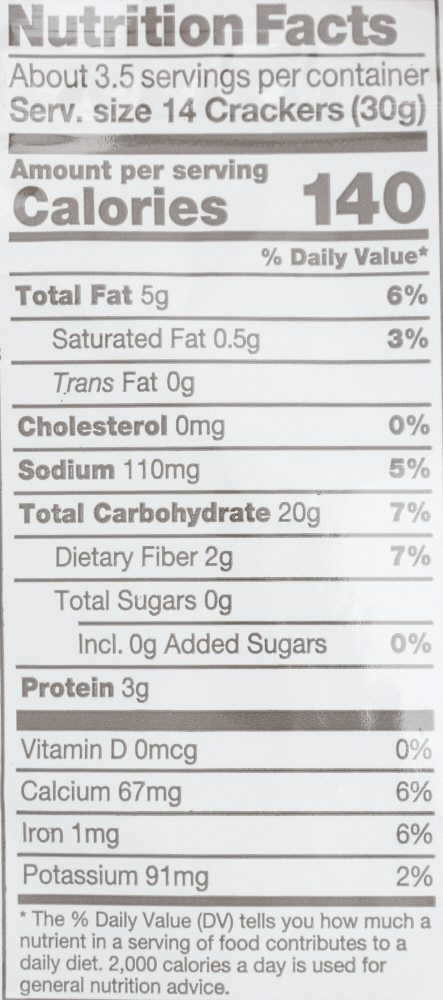 Nutrition Facts
About 3.5 servings per container
Serv. size 14 Crackers (30g)
Amount per serving
Calories 140
% Daily Value*
Total Fat 5g 6%
Saturated Fat 0.5g 3%
Trans Fat 0g
Cholesterol 0mg 0%
Sodium 110mg 5%
Total Carbohydrate 20g 7%
Dietary Fiber 2g 7%
Total Sugars 0g
Incl. 0g Added Sugars 0%
Protein 3g
Vitamin D 0mcg 0%
Calcium 67mg 6%
Iron 1mg 6%
Potassium 91mg 2%
* The % Daily Value (DV) tells you how much a
nutrient in a serving of food contributes to a
daily diet. 2,000 calories a day is used for
general nutrition advice.